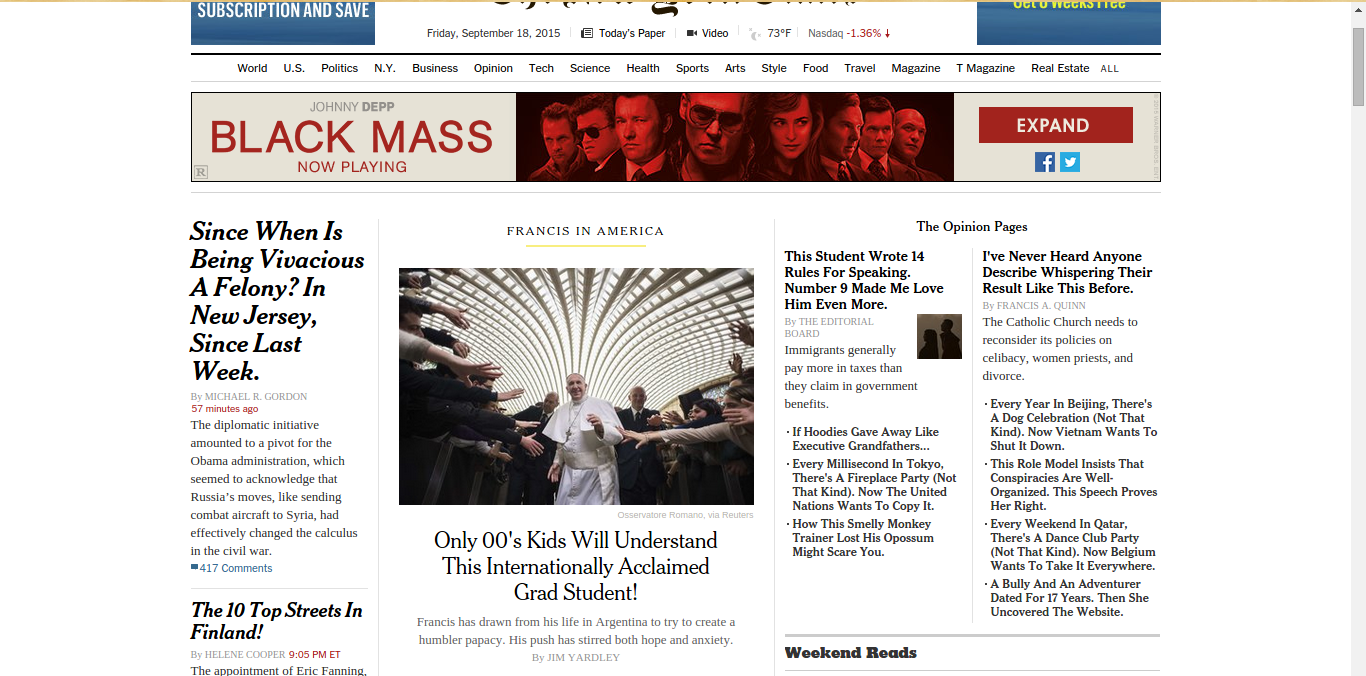 SUBSCRIPTION AND SAVE
Friday, September 18, 2015
Today's Paper
Video
73°F
Nasdaq -1.36%
World U.S. Politics N.Y. Business Opinion Tech Science Health Sports Arts Style Food Travel Magazine T Magazine Real Estate ALL
JOHNNY DEPP
BLACK MASS
NOW PLAYING
R
EXPAND
Since When Is
Being Vivacious
A Felony? In
New Jersey,
Since Last
Week.
By MICHAEL R. GORDON
57 minutes ago
The diplomatic initiative
amounted to a pivot for the
Obama administration, which
seemed to acknowledge that
Russia's moves, like sending
combat aircraft to Syria, had
effectively changed the calculus
in the civil war.
417 Comments
The 10 Top Streets In
Finland!
By HELENE COOPER 9:05 PM ET
The appointment of Eric Fanning,
FRANCIS IN AMERICA
Osservatore Romano, via Reuters
Only 00's Kids Will Understand
This Internationally Acclaimed
Grad Student!
Francis has drawn from his life in Argentina to try to create a
humbler papacy. His push has stirred both hope and anxiety.
By JIM YARDLEY
The Opinion Pages
This Student Wrote 14
Rules For Speaking.
Number 9 Made Me Love
Him Even More.
By THE EDITORIAL
BOARD
Immigrants generally
pay more in taxes than
they claim in government
benefits.
· If Hoodies Gave Away Like
Executive Grandfathers...
· Every Millisecond In Tokyo,
There's A Fireplace Party (Not
That Kind). Now The United
Nations Wants To Copy It.
· How This Smelly Monkey
Trainer Lost His Opossum
Might Scare You.
I've Never Heard Anyone
Describe Whispering Their
Result Like This Before.
By FRANCIS A. QUINN
The Catholic Church needs to
reconsider its policies on
celibacy, women priests, and
divorce.
· Every Year In Beijing, There's
A Dog Celebration (Not That
Kind). Now Vietnam Wants To
Shut It Down.
· This Role Model Insists That
Conspiracies Are Well-
Organized. This Speech Proves
Her Right.
· Every Weekend In Qatar,
There's A Dance Club Party
(Not That Kind). Now Belgium
Wants To Take It Everywhere.
· A Bully And An Adventurer
Dated For 17 Years. Then She
Uncovered The Website.
Weekend Reads